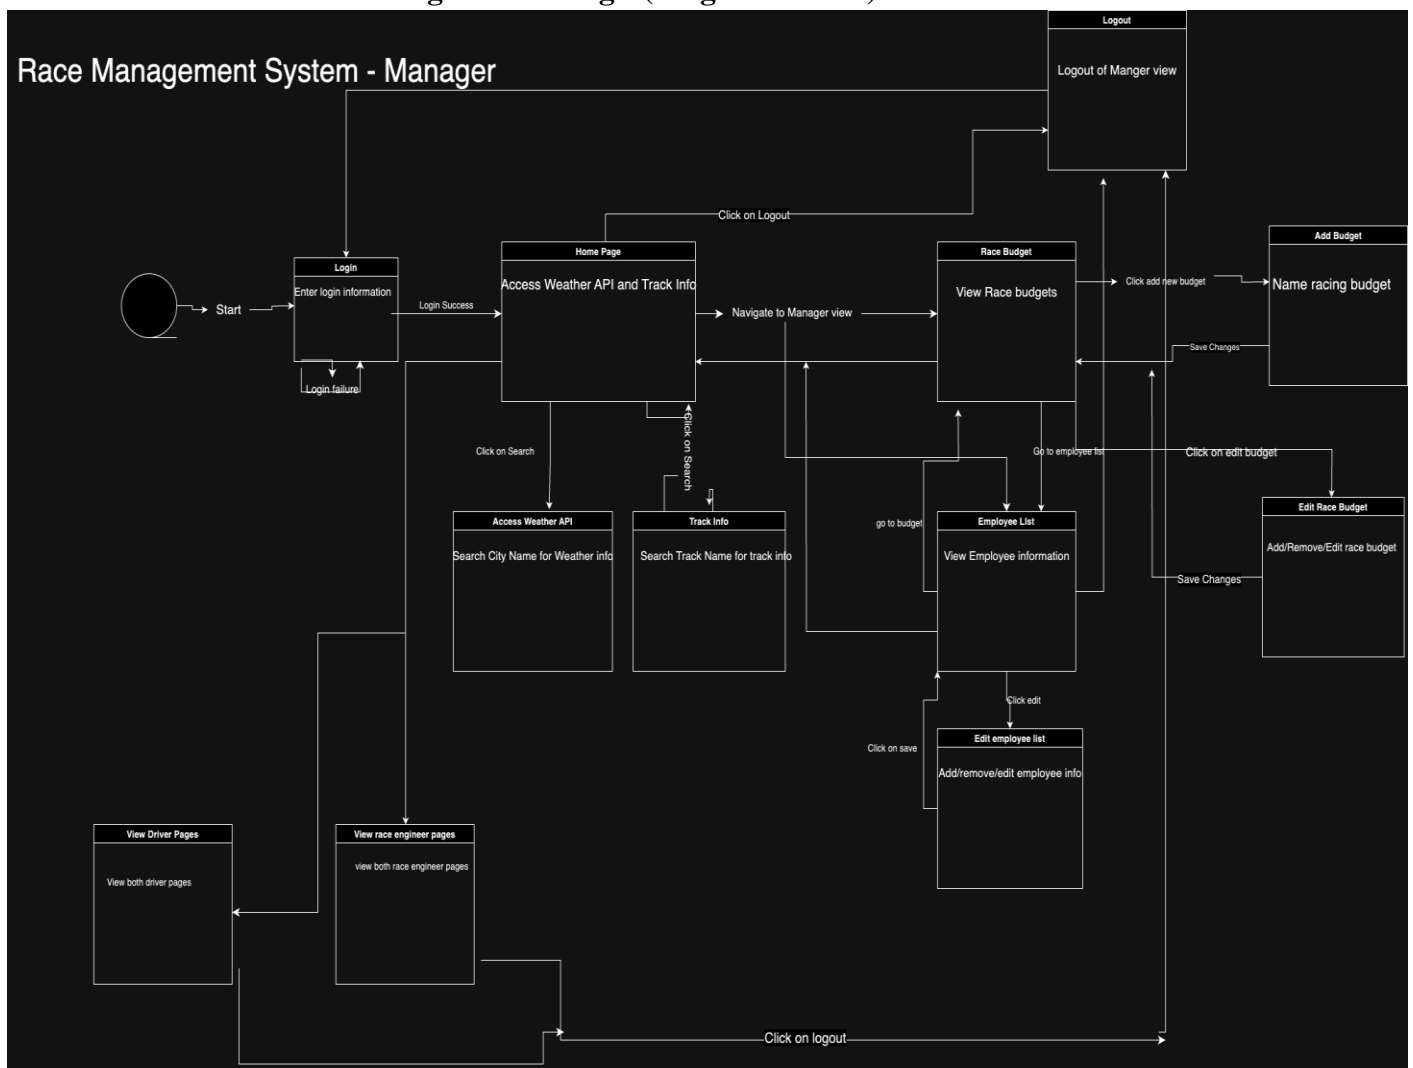 Logout
Logout of Manger view
Race Management System - Manager
Click on Logout
Add Budget
Name racing budget
Home Page
Access Weather API and Track Info
Race Budget
View Race budgets
Click add new budget
Login
Enter login information
Start
Login Success
Navigate to Manager view
Save Changes
Login failure
Click on Search
Click on Search
Go to employee list
Click on edit budget
Edit Race Budget
Add/Remove/Edit race budget
Access Weather API
Search City Name for Weather info
Track Info
Search Track Name for track info
go to budget
Employee List
View Employee information
Save Changes
Click edit
Click on save
Edit employee list
Add/remove/edit employee info
View Driver Pages
View both driver pages
View race engineer pages
view both race engineer pages
Click on logout